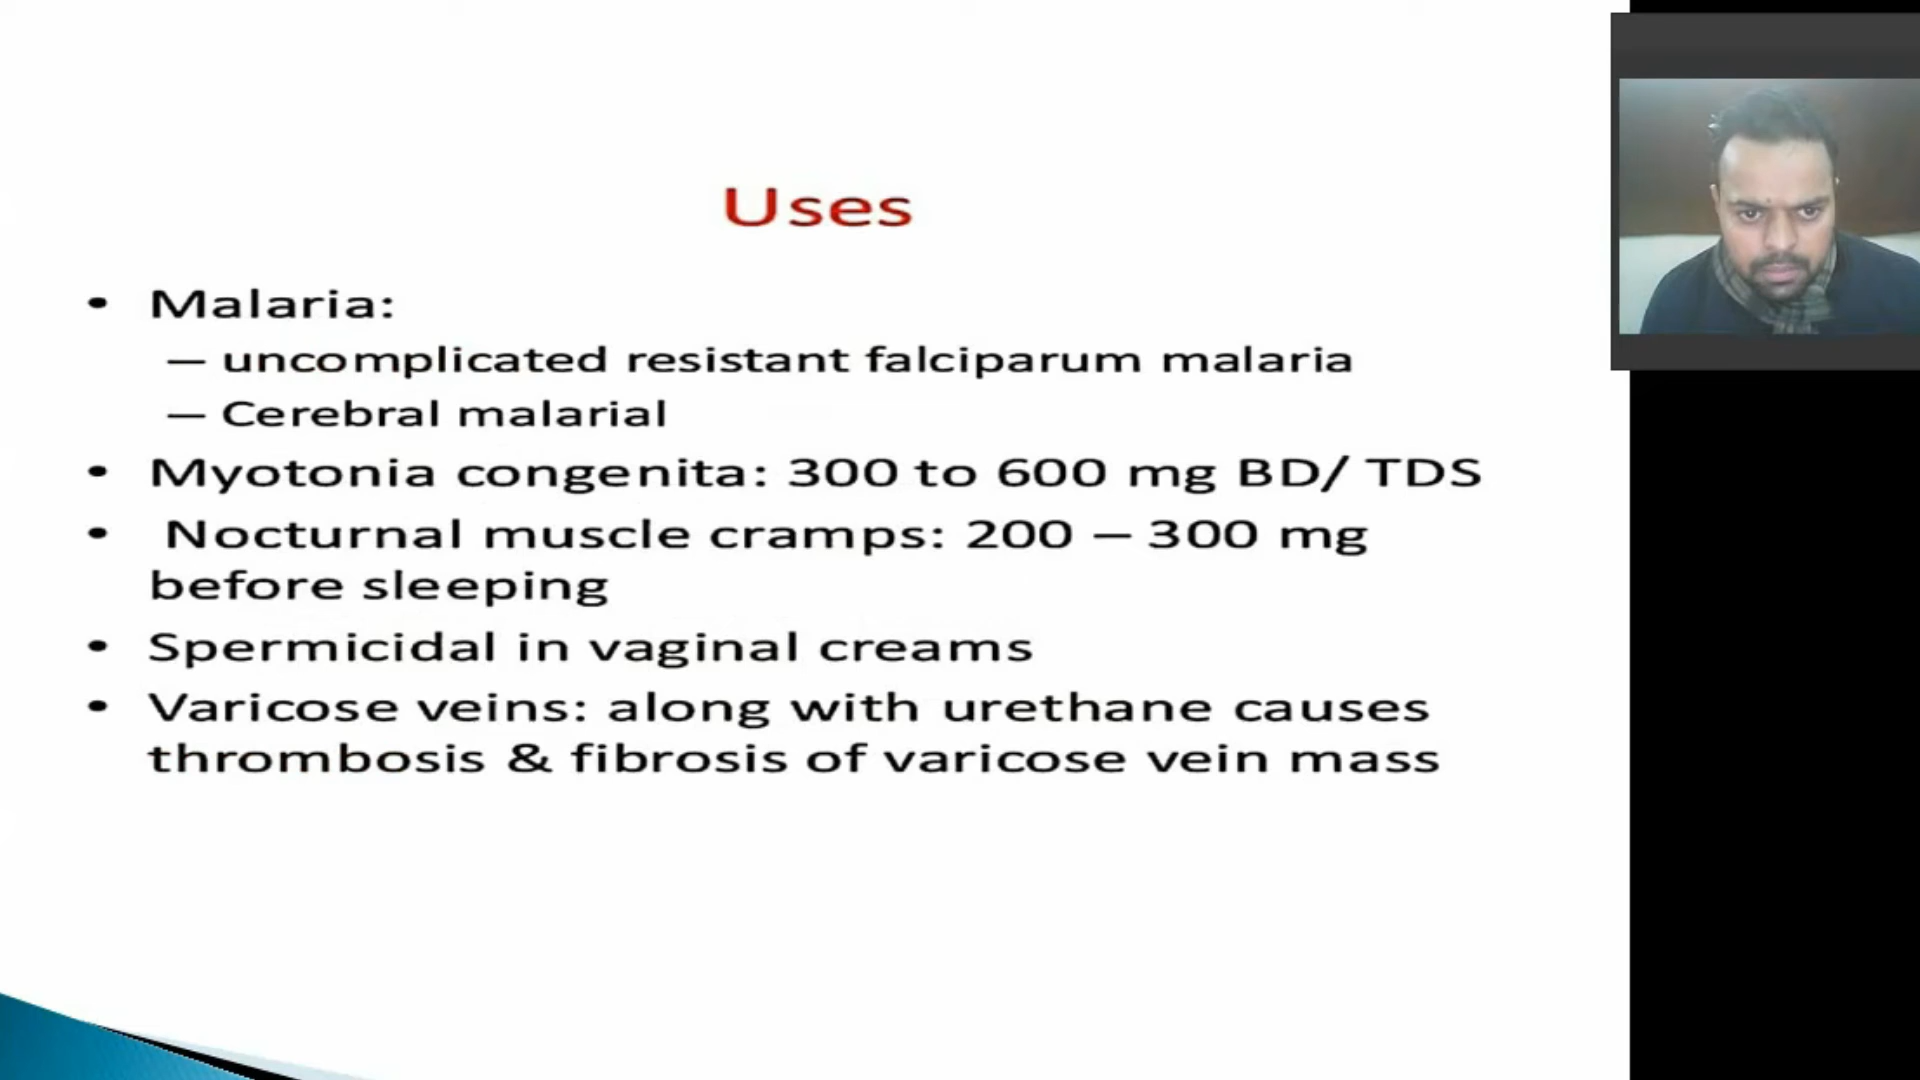 Uses
• Malaria:
– uncomplicated resistant falciparum malaria
– Cerebral malarial
• Myotonia congenita: 300 to 600 mg BD/ TDS
• Nocturnal muscle cramps: 200 – 300 mg
before sleeping
• Spermicidal in vaginal creams
• Varicose veins: along with urethane causes
thrombosis & fibrosis of varicose vein mass